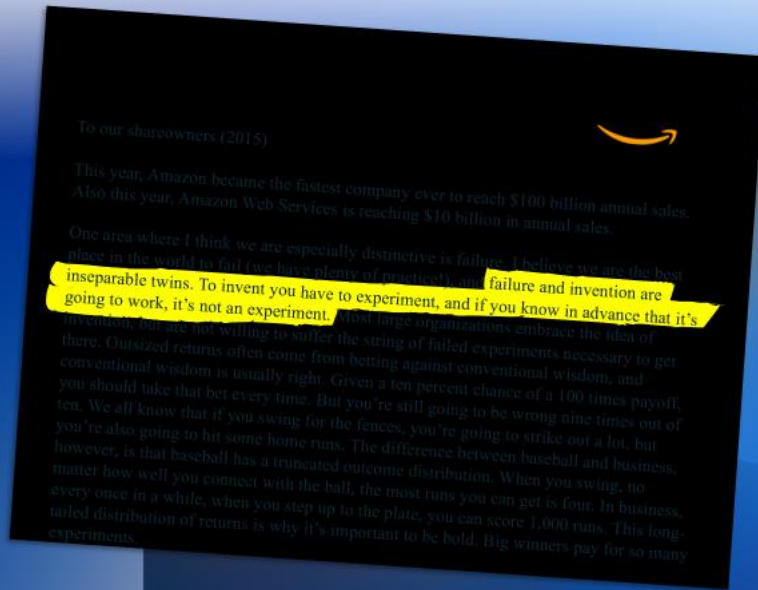 To our shareowners (2015)
This year, Amazon became the fastest company ever to reach $100 billion annual sales.
Also this year, Amazon Web Services is reaching $10 billion in annual sales.
One area where I think we are especially distinctive is failure. I believe we are the best
place in the world to fail (we have plenty of practice!), and failure and invention are
inseparable twins. To invent you have to experiment, and if you know in advance that it's
going to work, it's not an experiment. Most large organizations embrace the idea of
invention, but are not willing to suffer the string of failed experiments necessary to get
there. Outsized returns often come from betting against conventional wisdom, and
conventional wisdom is usually right. Given a ten percent chance of a 100 times payoff,
you should take that bet every time. But you're still going to be wrong nine times out of
ten. We all know that if you swing for the fences, you're going to strike out a lot, but
you're also going to hit some home runs. The difference between baseball and business,
however, is that baseball has a truncated outcome distribution. When you swing, no
matter how well you connect with the ball, the most runs you can get is four. In business,
every once in a while, when you step up to the plate, you can score 1,000 runs. This long-
tailed distribution of returns is why it's important to be bold. Big winners pay for so many
experiments.